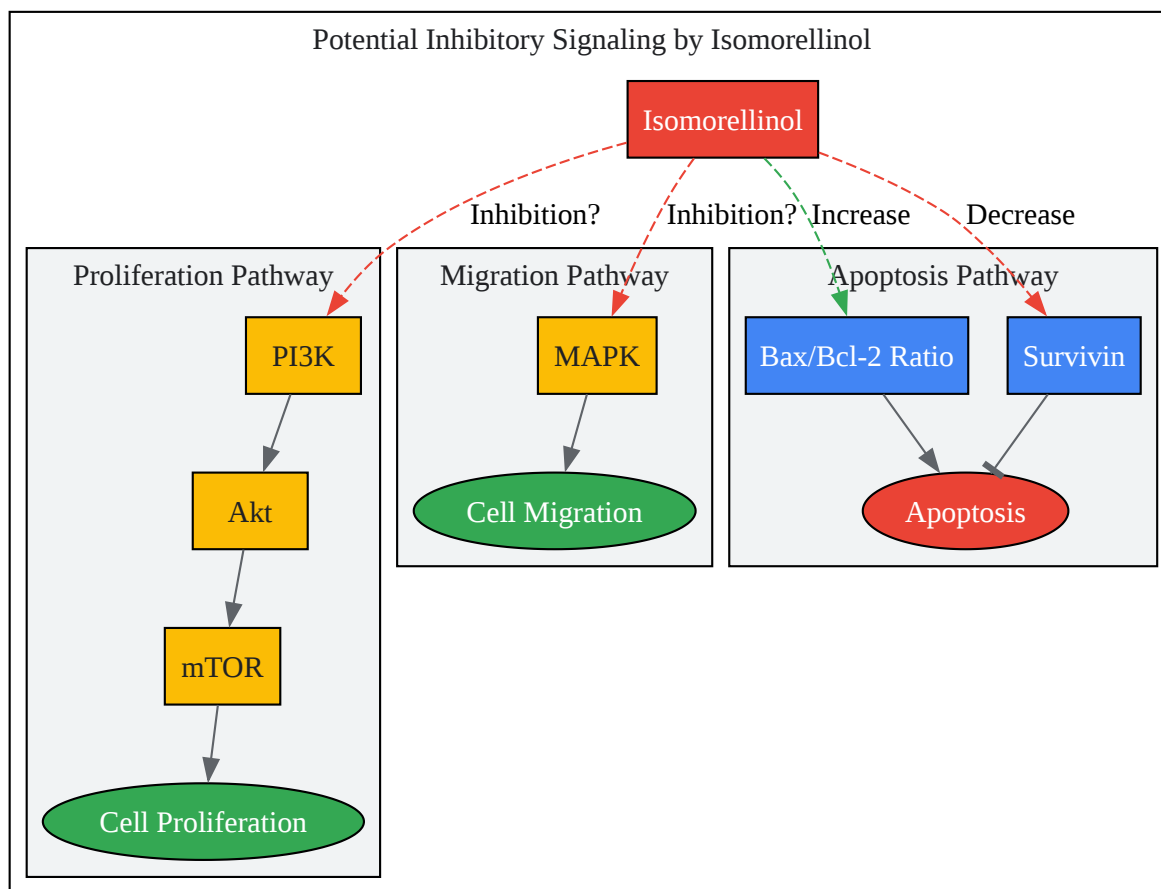 Potential Inhibitory Signaling by Isomorellinol
Isomorellinol
Inhibition?
Inhibition?
Increase
Decrease
Proliferation Pathway
Migration Pathway
Apoptosis Pathway
PI3K
MAPK
Bax/Bcl-2 Ratio
Survivin
Akt
Cell Migration
Apoptosis
mTOR
Cell Proliferation